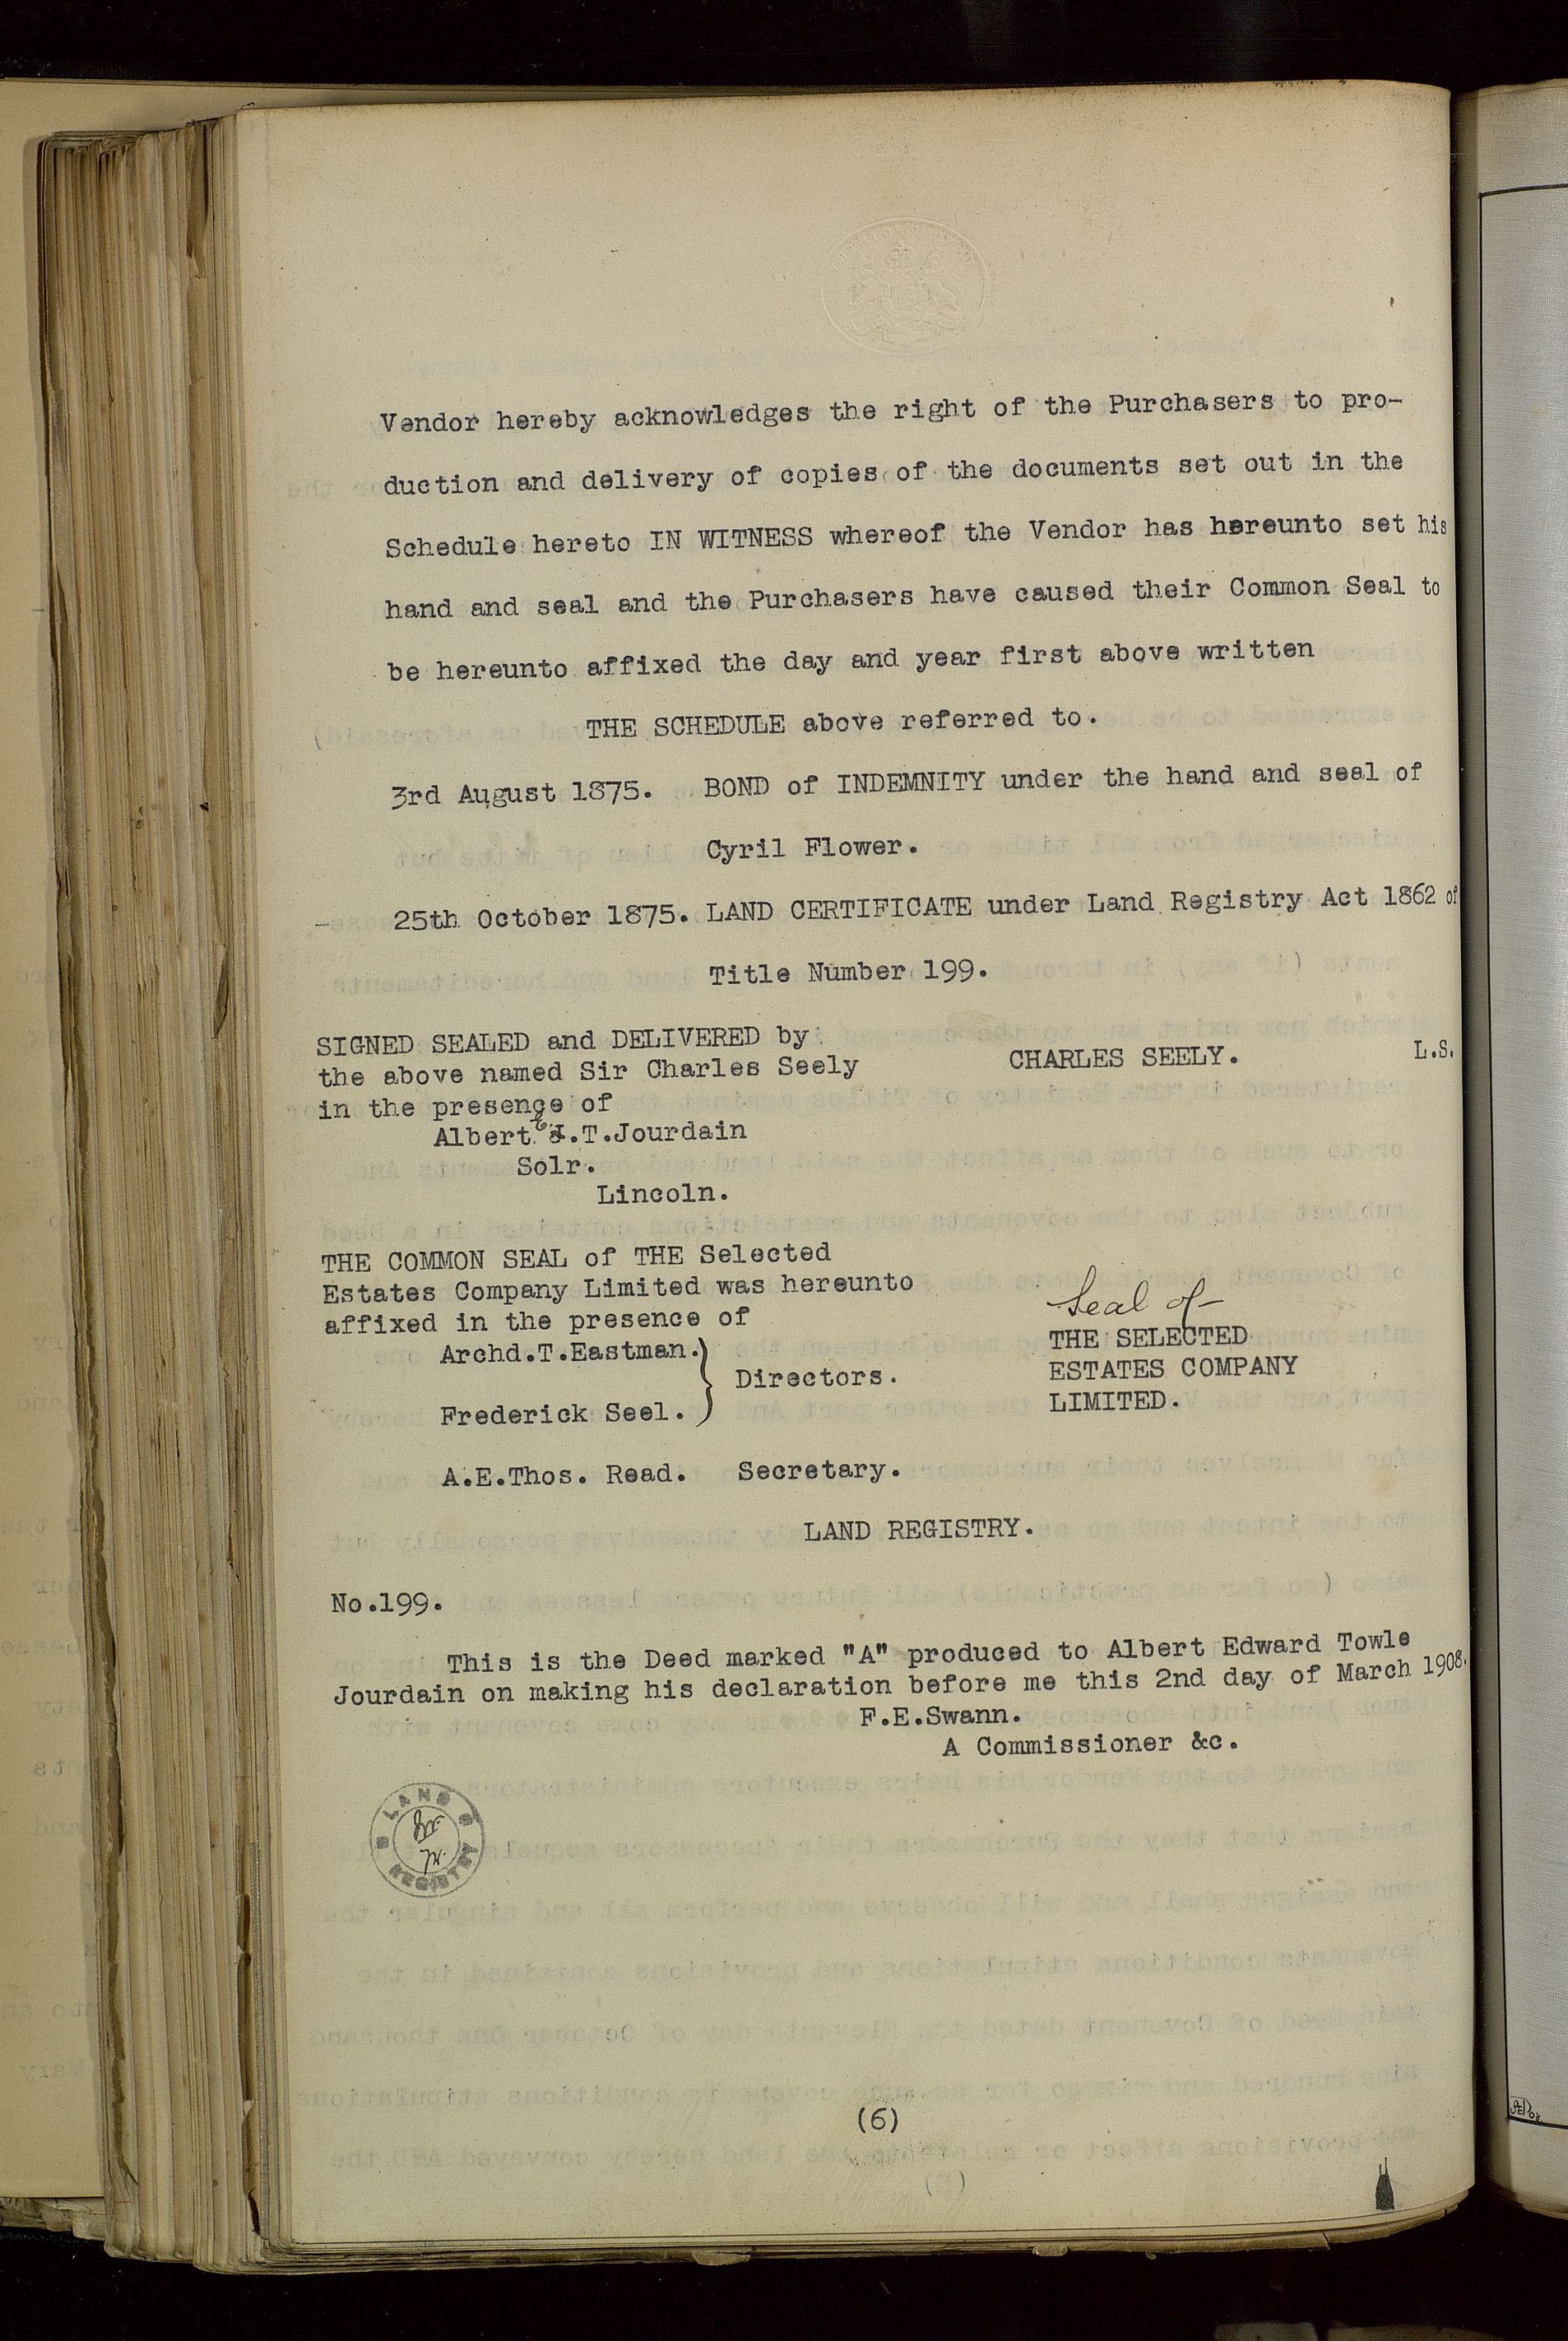 Vendor hereby acknowledges the right of the Purchasers to pro-
duction and delivery of copies of the documents set out in the
Schedule hereto IN WITNESS whereof the Vendor has hereunto set his
hand and seal and the Purchasers have caused their Common Seal to
be hereunto affixed the day and year first above written
THE SCHEDULE above referred to.
3rd August 1875. BOND of INDEMNITY under the hand and seal of
Cyril Flower.
25th October 1875. LAND CERTIFICATE under Land Registry Act 1862 of
Title Number 199.
SIGNED SEALED and DELIVERED by
the above named Sir Charles Seely
in the presence of
CHARLES SEELY. L.S.
Albert T.Jourdain
Solr.
Lincoln.
THE COMMON SEAL of THE Selected
Estates Company Limited was hereunto
affixed in the presence of
Archd.T.Eastman.
Directors.
Frederick Seel.
Seal of
THE SELECTED
ESTATES COMPANY
LIMITED.
A.E.Thos. Read. Secretary.
LAND REGISTRY.
No.199.
This is the Deed marked "A" produced to Albert Edward Towle
Jourdain on making his declaration before me this 2nd day of March 1908.
F.E.Swann.
A Commissioner &c.
LAND REGISTRY
(6)